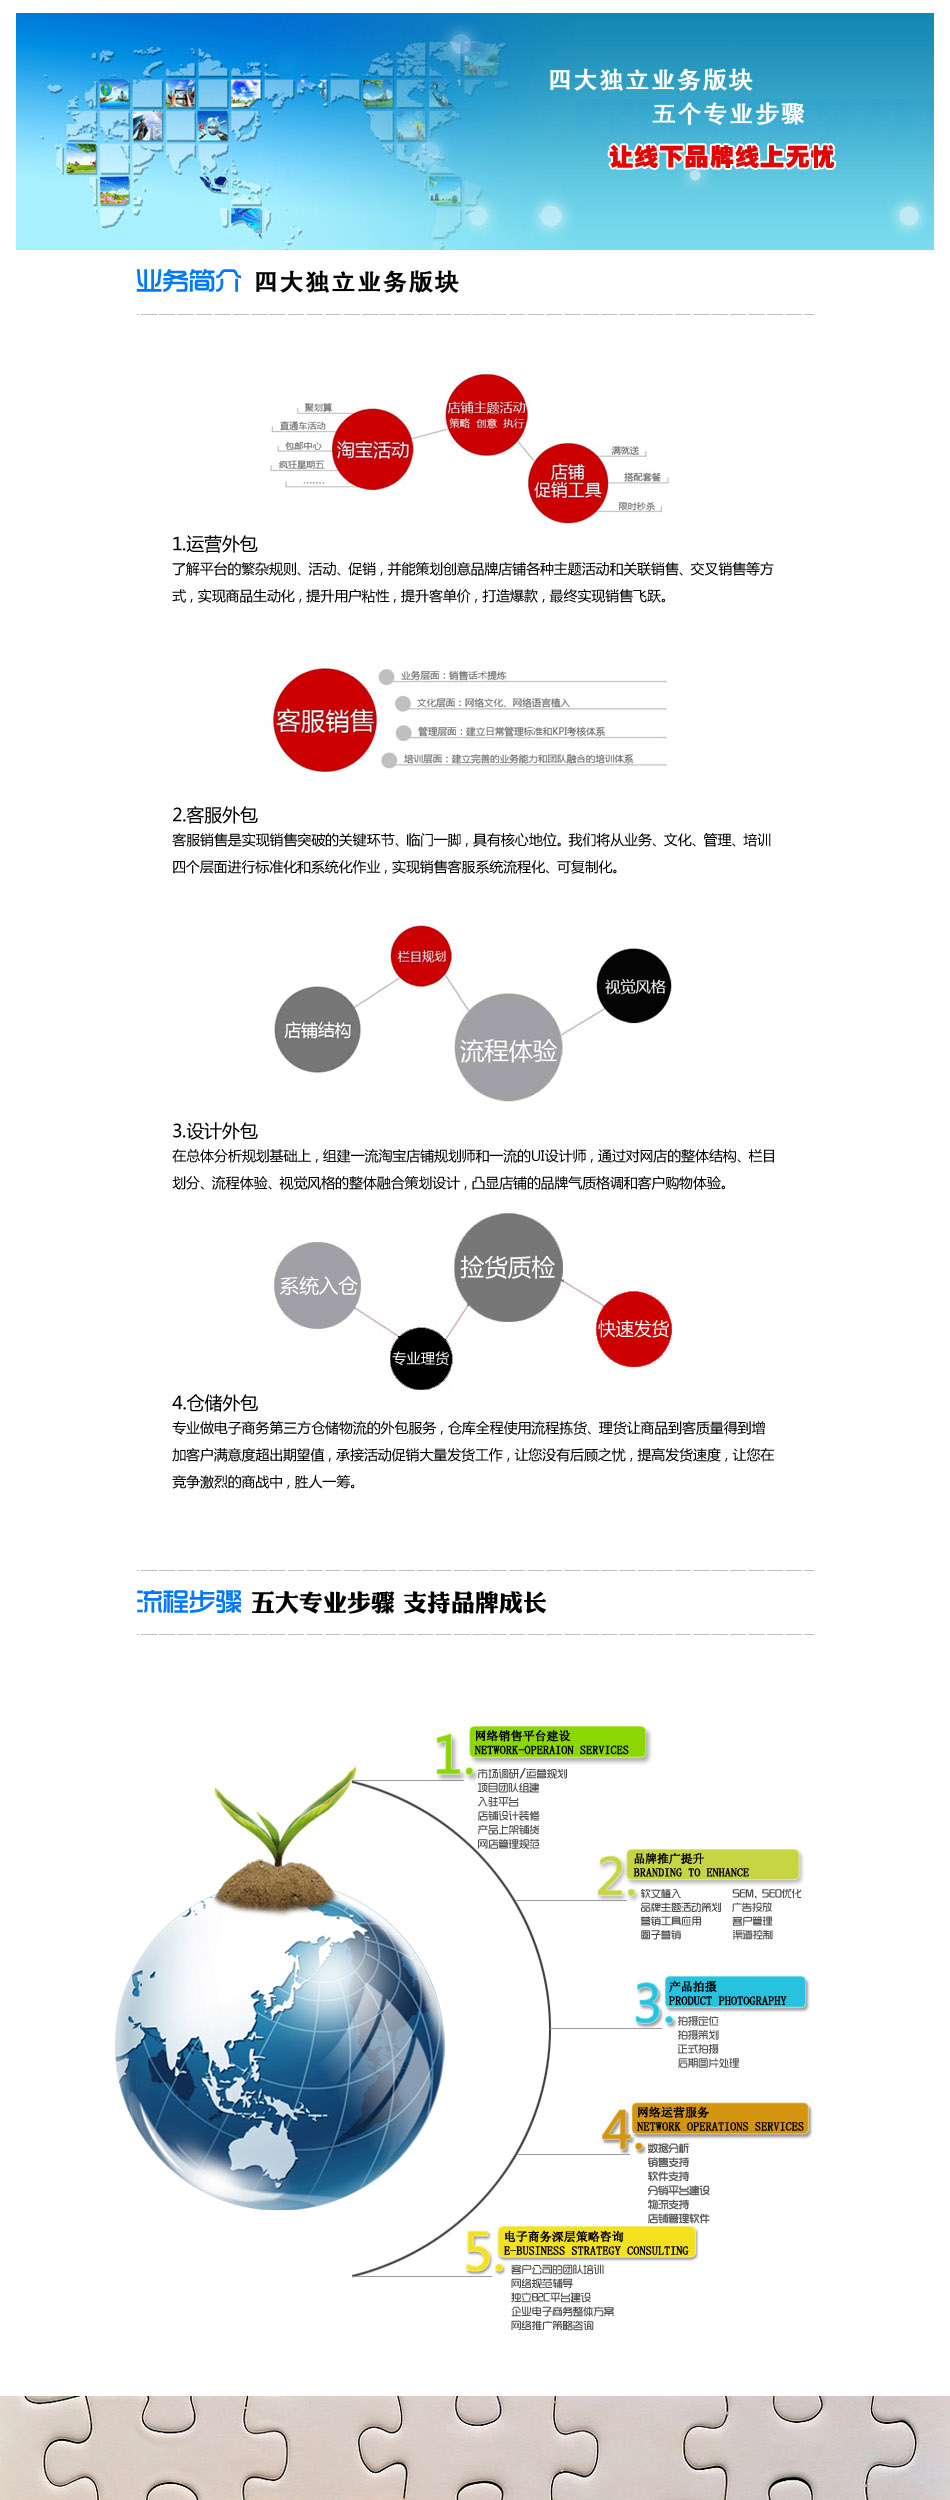 四大独立业务版块
五个专业步骤
让线下品牌线上无忧
业务简介 四大独立业务版块
聚划算
直通车活动
包邮中心
疯狂星期五
.......
淘宝活动
店铺主题活动
策略 创意 执行
店铺
促销工具
满就送
搭配套餐
限时秒杀
1.运营外包
了解平台的繁杂规则、活动、促销，并能策划创意品牌店铺各种主题活动和关联销售、交叉销售等方
式，实现商品生动化，提升用户粘性，提升客单价，打造爆款，最终实现销售飞跃。
客服销售
业务层面：销售话术提炼
文化层面：网络文化、网络语言植入
管理层面：建立日常管理标准和KPI考核体系
培训层面：建立完善的业务能力和团队融合的培训体系
2.客服外包
客服销售是实现销售突破的关键环节、临门一脚，具有核心地位。我们将从业务、文化、管理、培训
四个层面进行标准化和系统化作业，实现销售客服系统流程化、可复制化。
栏目规划
视觉风格
店铺结构
流程体验
3.设计外包
在总体分析规划基础上，组建一流淘宝店铺规划师和一流的UI设计师，通过对网店的整体结构、栏目
划分、流程体验、视觉风格的整体融合策划设计，凸显店铺的品牌气质格调和客户购物体验。
系统入仓
捡货质检
专业理货
快速发货
4.仓储外包
专业做电子商务第三方仓储物流的外包服务，仓库全程使用流程拣货、理货让商品到客质量得到增
加客户满意度超出期望值，承接活动促销大量发货工作，让您没有后顾之忧，提高发货速度，让您在
竞争激烈的商战中，胜人一筹。
流程步骤 五大专业步骤 支持品牌成长
1.
网络销售平台建设
NETWORK-OPERAION SERVICES
市场调研/运营规划
项目团队组建
入驻平台
店铺设计装修
产品上架铺货
网店管理规范
2.
品牌推广提升
BRANDING TO ENHANCE
软文植入 SEM、SEO优化
品牌主题活动策划 广告投放
营销工具应用 客户管理
圈子营销 渠道控制
3.
产品拍摄
PRODUCT PHOTOGRAPHY
拍摄定位
拍摄策划
正式拍摄
后期图片处理
4.
网络运营服务
NETWORK OPERATIONS SERVICES
数据分析
销售支持
软件支持
分销平台建设
物流支持
店铺管理软件
5.
电子商务深层策略咨询
E-BUSINESS STRATEGY CONSULTING
客户公司的团队培训
网络规范辅导
独立B2C平台建设
企业电子商务整体方案
网络推广策略咨询